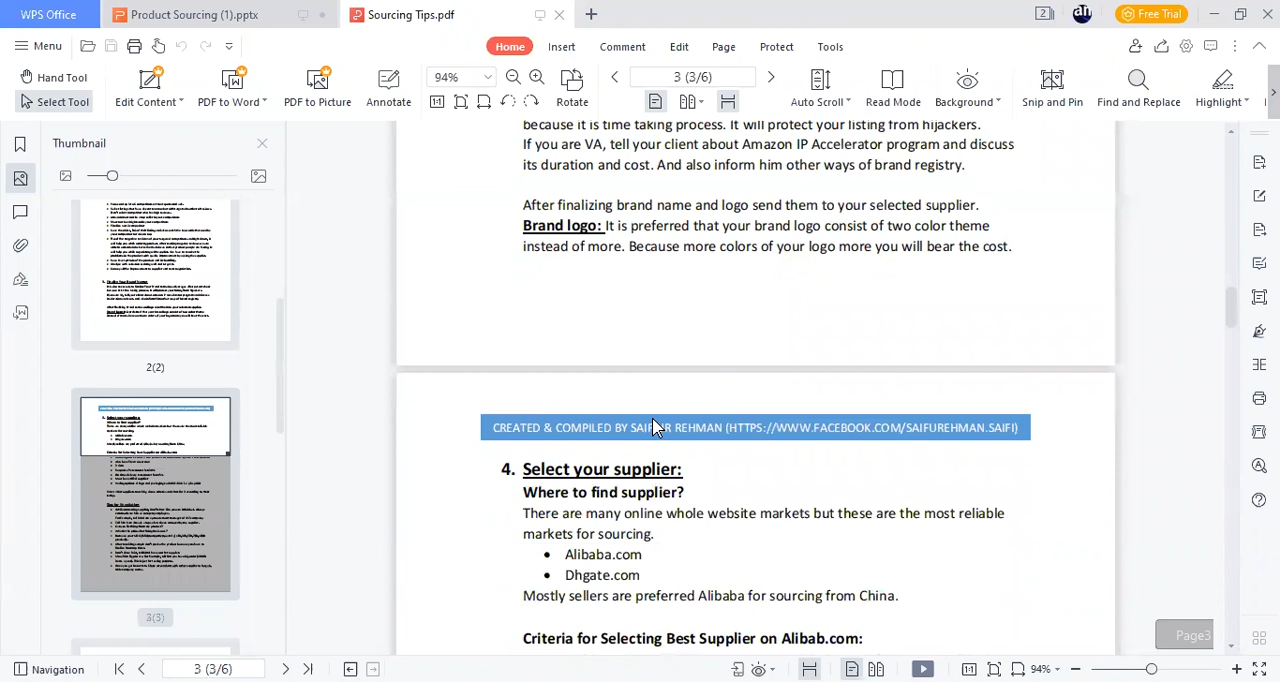 WPS Office
Product Sourcing (1).pptx
Sourcing Tips.pdf
2
Free Trial
Menu
Home
Insert
Comment
Edit
Page
Protect
Tools
Hand Tool
Select Tool
Edit Content
PDF to Word
PDF to Picture
Annotate
94%
Rotate
3 (3/6)
Auto Scroll
Read Mode
Background
Snip and Pin
Find and Replace
Highlight
Thumbnail
2(2)
3(3)
because it is time taking process. It will protect your listing from hijackers.
If you are VA, tell your client about Amazon IP Accelerator program and discuss
its duration and cost. And also inform him other ways of brand registry.
After finalizing brand name and logo send them to your selected supplier.
Brand logo: It is preferred that your brand logo consist of two color theme
instead of more. Because more colors of your logo more you will bear the cost.
CREATED & COMPILED BY SAIFUR REHMAN (HTTPS://WWW.FACEBOOK.COM/SAIFUREHMAN.SAIFI)
4. Select your supplier:
Where to find supplier?
There are many online whole website markets but these are the most reliable
markets for sourcing.
• Alibaba.com
• Dhgate.com
Mostly sellers are preferred Alibaba for sourcing from China.
Criteria for Selecting Best Supplier on Alibab.com:
Page3
Navigation
3 (3/6)
94%